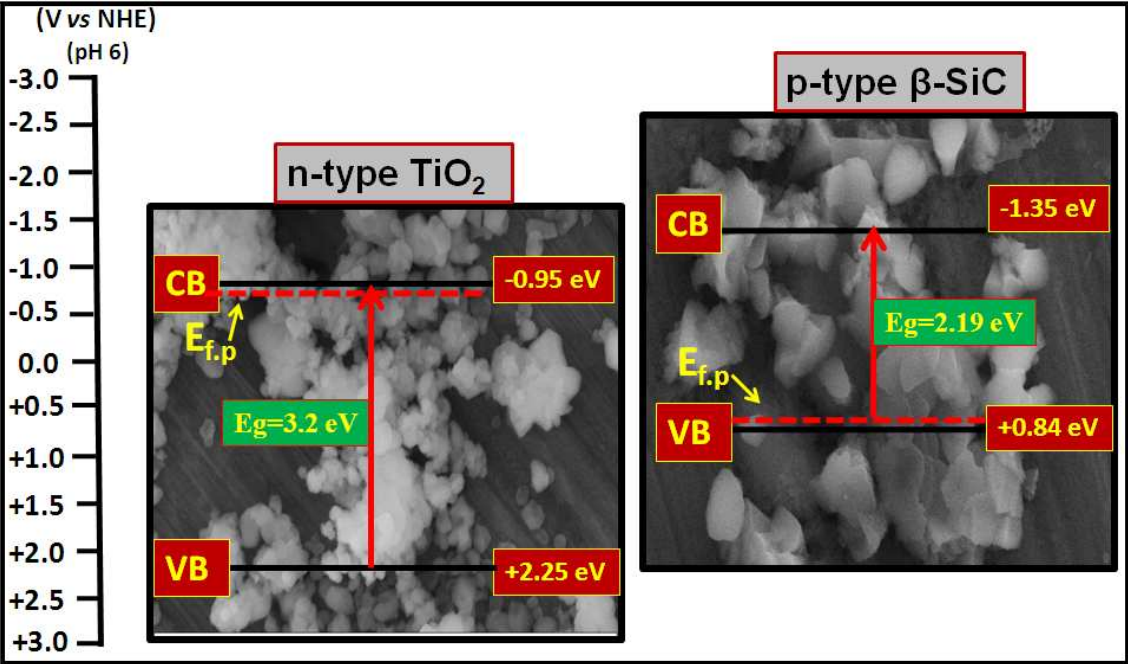 (V vs NHE)
(pH 6)
-3.0
-2.5
-2.0
-1.5
-1.0
-0.5
0.0
+0.5
+1.0
+1.5
+2.0
+2.5
+3.0
n-type TiO₂
CB
-0.95 eV
E_f.p
Eg=3.2 eV
VB
+2.25 eV
p-type β-SiC
CB
-1.35 eV
Eg=2.19 eV
E_f.p
VB
+0.84 eV